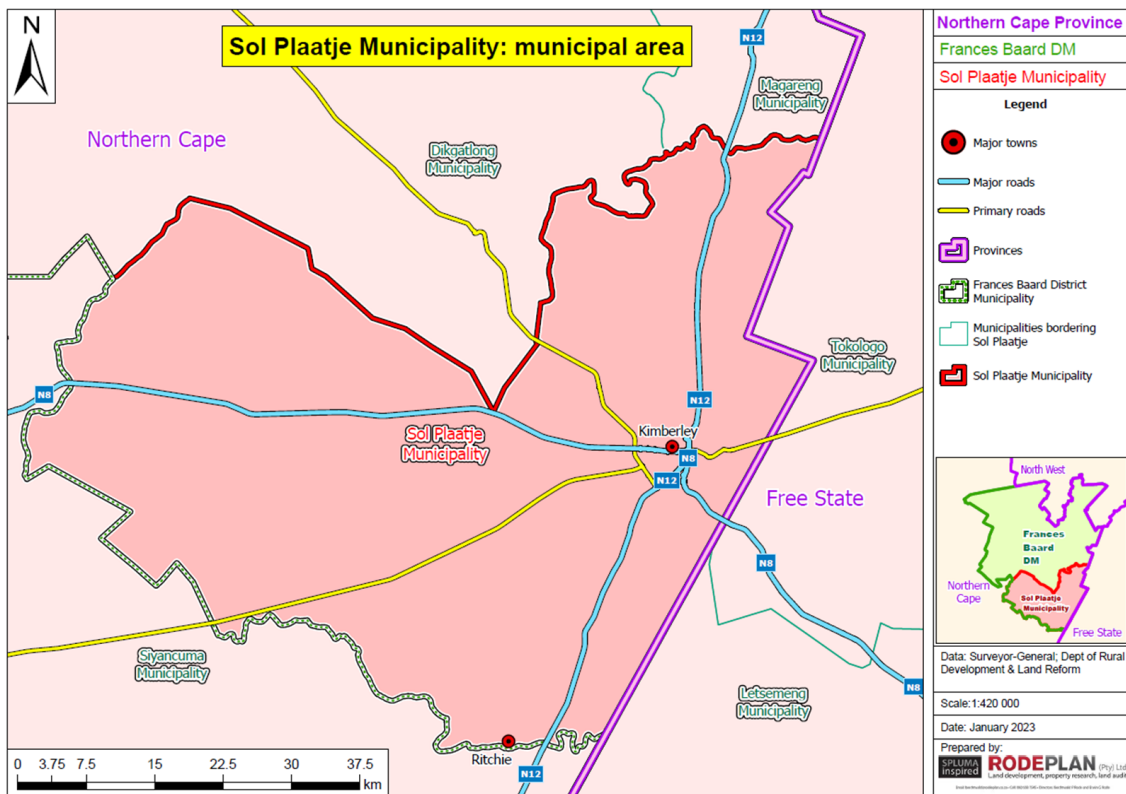 N
Sol Plaatje Municipality: municipal area
N12
Magareng
Municipality
Northern Cape
Dikgatlong
Municipality
Tokologo
Municipality
N8
N12
Sol Plaatje
Municipality
Kimberley
N8
N12
Free State
N8
Siyancuma
Municipality
Letsemeng
Municipality
N8
Ritchie
N12
0 3.75 7.5 15 22.5 30 37.5
km
Northern Cape Province
Frances Baard DM
Sol Plaatje Municipality
Legend
Major towns
Major roads
Primary roads
Provinces
Frances Baard District
Municipality
Municipalities bordering
Sol Plaatje
Sol Plaatje Municipality
North West
Frances
Baard
DM
Northern
Cape
Sol Plaatje
Municipality
Free State
Data: Surveyor-General; Dept of Rural
Development & Land Reform
Scale:1:420 000
Date: January 2023
Prepared by:
SPLUMA
inspired
RODEPLAN (Pty) Ltd
Land development, property research, land audit